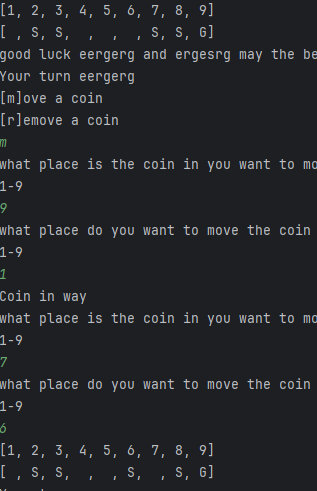 [1, 2, 3, 4, 5, 6, 7, 8, 9]
[ , S, S,  ,  ,  , S, S, G]
good luck eergerg and ergesrg may the be
Your turn eergerg
[m]ove a coin
[r]emove a coin
m
what place is the coin in you want to mo
1-9
9
what place do you want to move the coin
1-9
1
Coin in way
what place is the coin in you want to mo
1-9
7
what place do you want to move the coin
1-9
6
[1, 2, 3, 4, 5, 6, 7, 8, 9]
[ , S, S,  ,  , S,  , S, G]